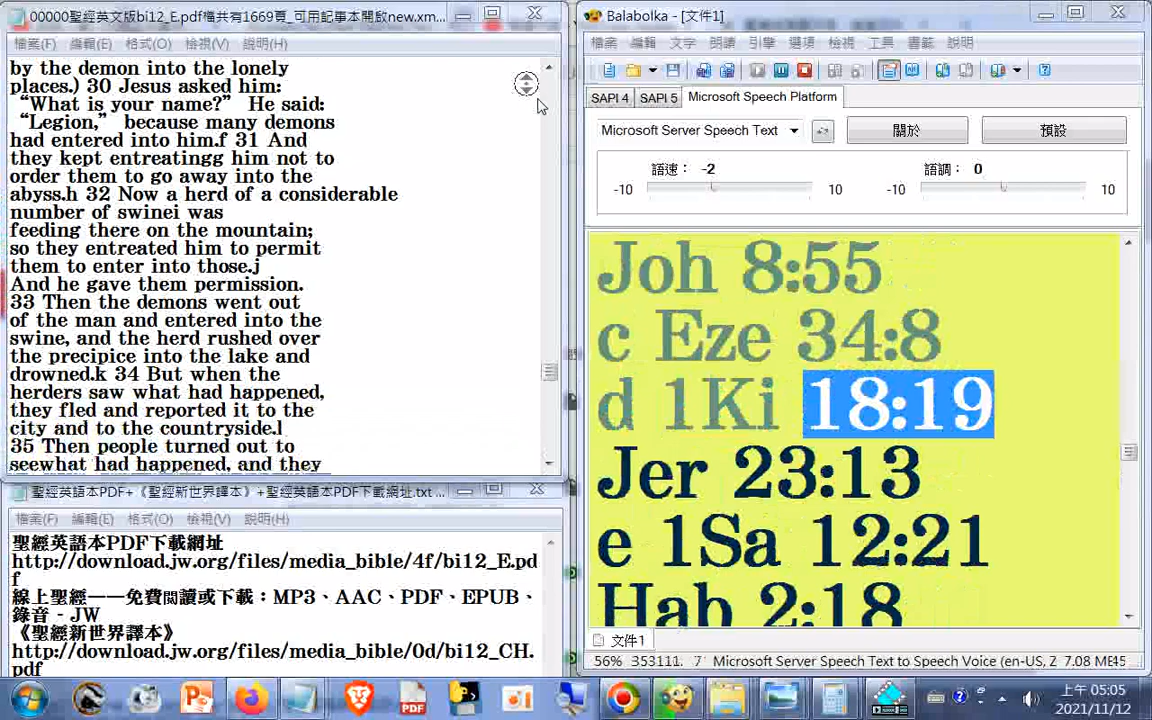 00000聖經英文版bi12_E.pdf檔共有1669頁_可用記事本開啟new.xm...
檔案(F) 編輯(E) 格式(O) 檢視(V) 說明(H)
by the demon into the lonely
places.) 30 Jesus asked him:
“What is your name?” He said:
“Legion,” because many demons
had entered into him.f 31 And
they kept entreatingg him not to
order them to go away into the
abyss.h 32 Now a herd of a considerable
number of swinei was
feeding there on the mountain;
so they entreated him to permit
them to enter into those.j
And he gave them permission.
33 Then the demons went out
of the man and entered into the
swine, and the herd rushed over
the precipice into the lake and
drowned.k 34 But when the
herders saw what had happened,
they fled and reported it to the
city and to the countryside.l
35 Then people turned out to
seewhat had happened, and they
聖經英語本PDF+《聖經新世界譯本》+聖經英語本PDF下載網址.txt ...
檔案(F) 編輯(E) 格式(O) 檢視(V) 說明(H)
聖經英語本PDF下載網址
http://download.jw.org/files/media_bible/4f/bi12_E.pd
f
線上聖經——免費閱讀或下載：MP3、AAC、PDF、EPUB、
錄音 - JW
《聖經新世界譯本》
http://download.jw.org/files/media_bible/0d/bi12_CH.
pdf
Balabolka - [文件1]
檔案 編輯 文字 朗讀 引擎 選項 檢視 工具 書籤 說明
SAPI 4 SAPI 5 Microsoft Speech Platform
Microsoft Server Speech Text 關於 預設
語速： -2 語調： 0
-10 10 -10 10
Joh 8:55
c Eze 34:8
d 1Ki 18:19
Jer 23:13
e 1Sa 12:21
Hab 2:18
文件1
56% 353111. 7 Microsoft Server Speech Text to Speech Voice (en-US, 2 7.08 ME45
上午 05:05
2021/11/12